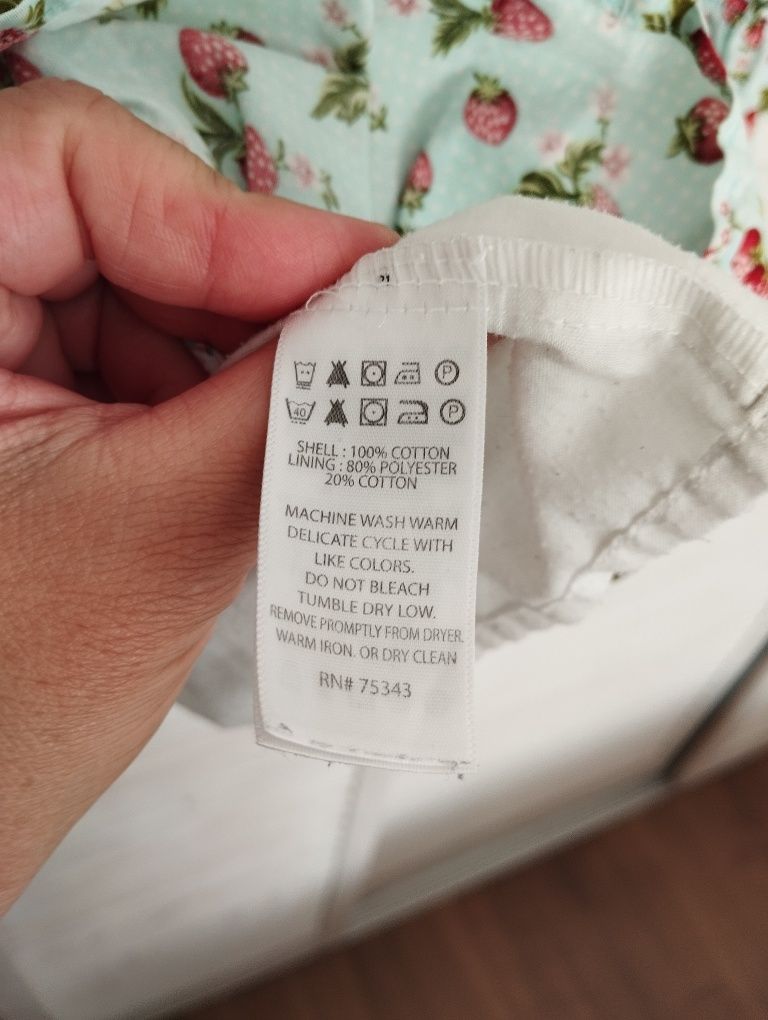 P
40 P
SHELL : 100% COTTON
LINING : 80% POLYESTER
20% COTTON
MACHINE WASH WARM
DELICATE CYCLE WITH
LIKE COLORS.
DO NOT BLEACH
TUMBLE DRY LOW.
REMOVE PROMPTLY FROM DRYER.
WARM IRON. OR DRY CLEAN
RN# 75343